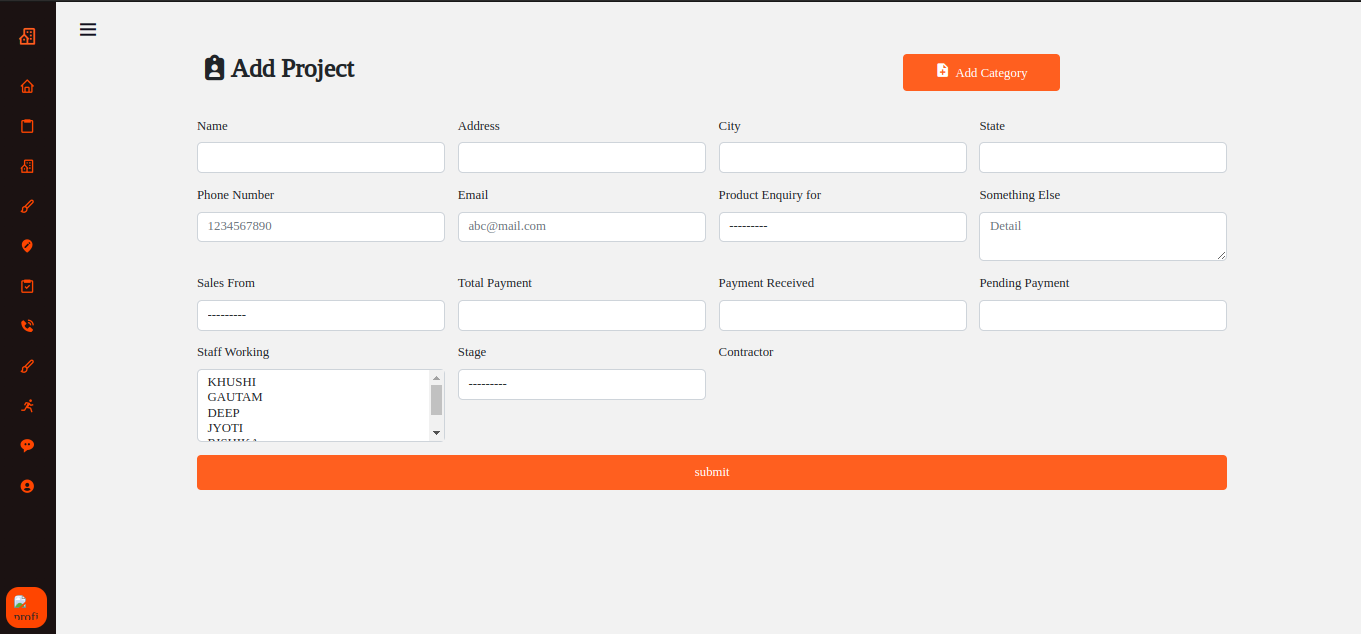 Add Project
Add Category
Name Address City State
Phone Number Email Product Enquiry for Something Else
1234567890 abc@mail.com --------- Detail
Sales From Total Payment Payment Received Pending Payment
---------
Staff Working Stage Contractor
KHUSHI
---------
GAUTAM
DEEP
JYOTI
submit